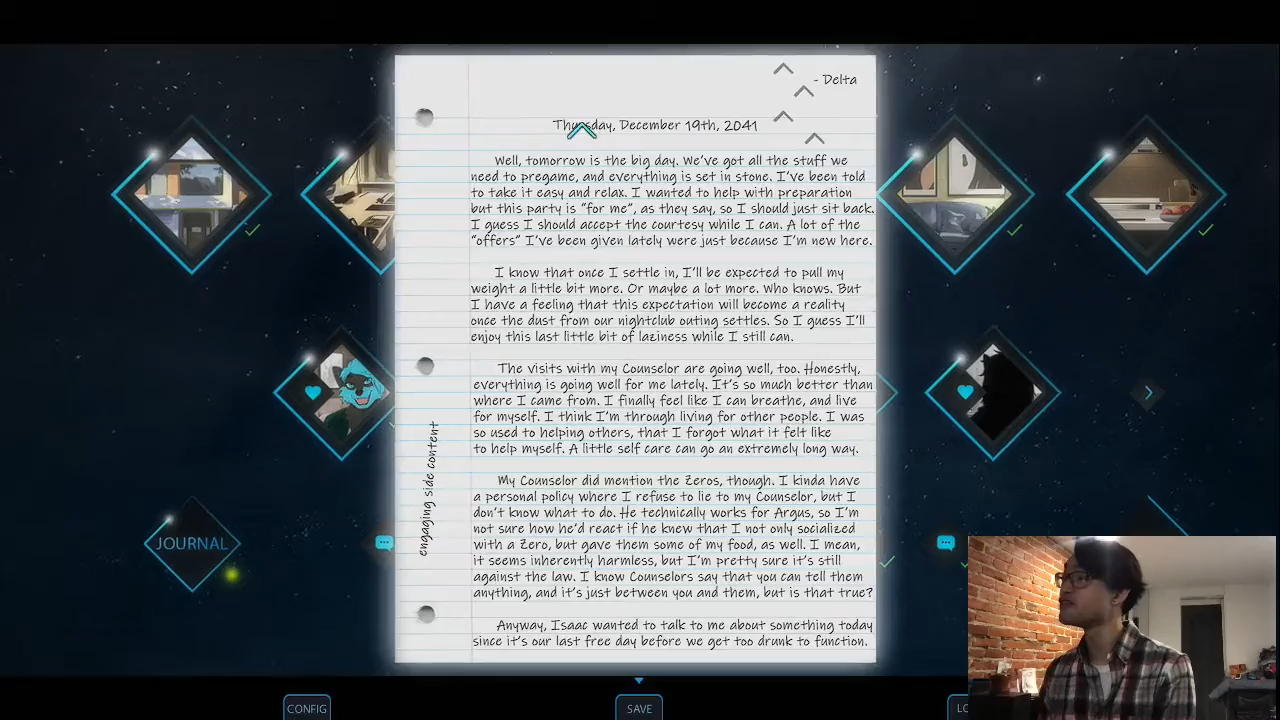 - Delta
Thursday, December 19th, 2041
Well, tomorrow is the big day. We've got all the stuff we
need to pregame, and everything is set in stone. I've been told
to take it easy and relax. I wanted to help with preparation
but this party is "for me", as they say, so I should just sit back.
I guess I should accept the courtesy while I can. A lot of the
"offers" I've been given lately were just because I'm new here.
I know that once I settle in, I'll be expected to pull my
weight a little bit more. Or maybe a lot more. Who knows. But
I have a feeling that this expectation will become a reality
once the dust from our nightclub outing settles. So I guess I'll
enjoy this last little bit of laziness while I still can.
The visits with my Counselor are going well, too. Honestly,
everything is going well for me lately. It's so much better than
where I came from. I finally feel like I can breathe, and live
for myself. I think I'm through living for other people. I was
so used to helping others, that I forgot what it felt like
to help myself. A little self care can go an extremely long way.
My Counselor did mention the Zeros, though. I kinda have
a personal policy where I refuse to lie to my Counselor, but I
don't know what to do. He technically works for Argus, so I'm
not sure how he'd react if he knew that I not only socialized
with a Zero, but gave them some of my food, as well. I mean,
it seems inherently harmless, but I'm pretty sure it's still
against the law. I know Counselors say that you can tell them
anything, and it's just between you and them, but is that true?
Anyway, Isaac wanted to talk to me about something today
since it's our last free day before we get too drunk to function.
engaging side content
JOURNAL
CONFIG
SAVE
LO